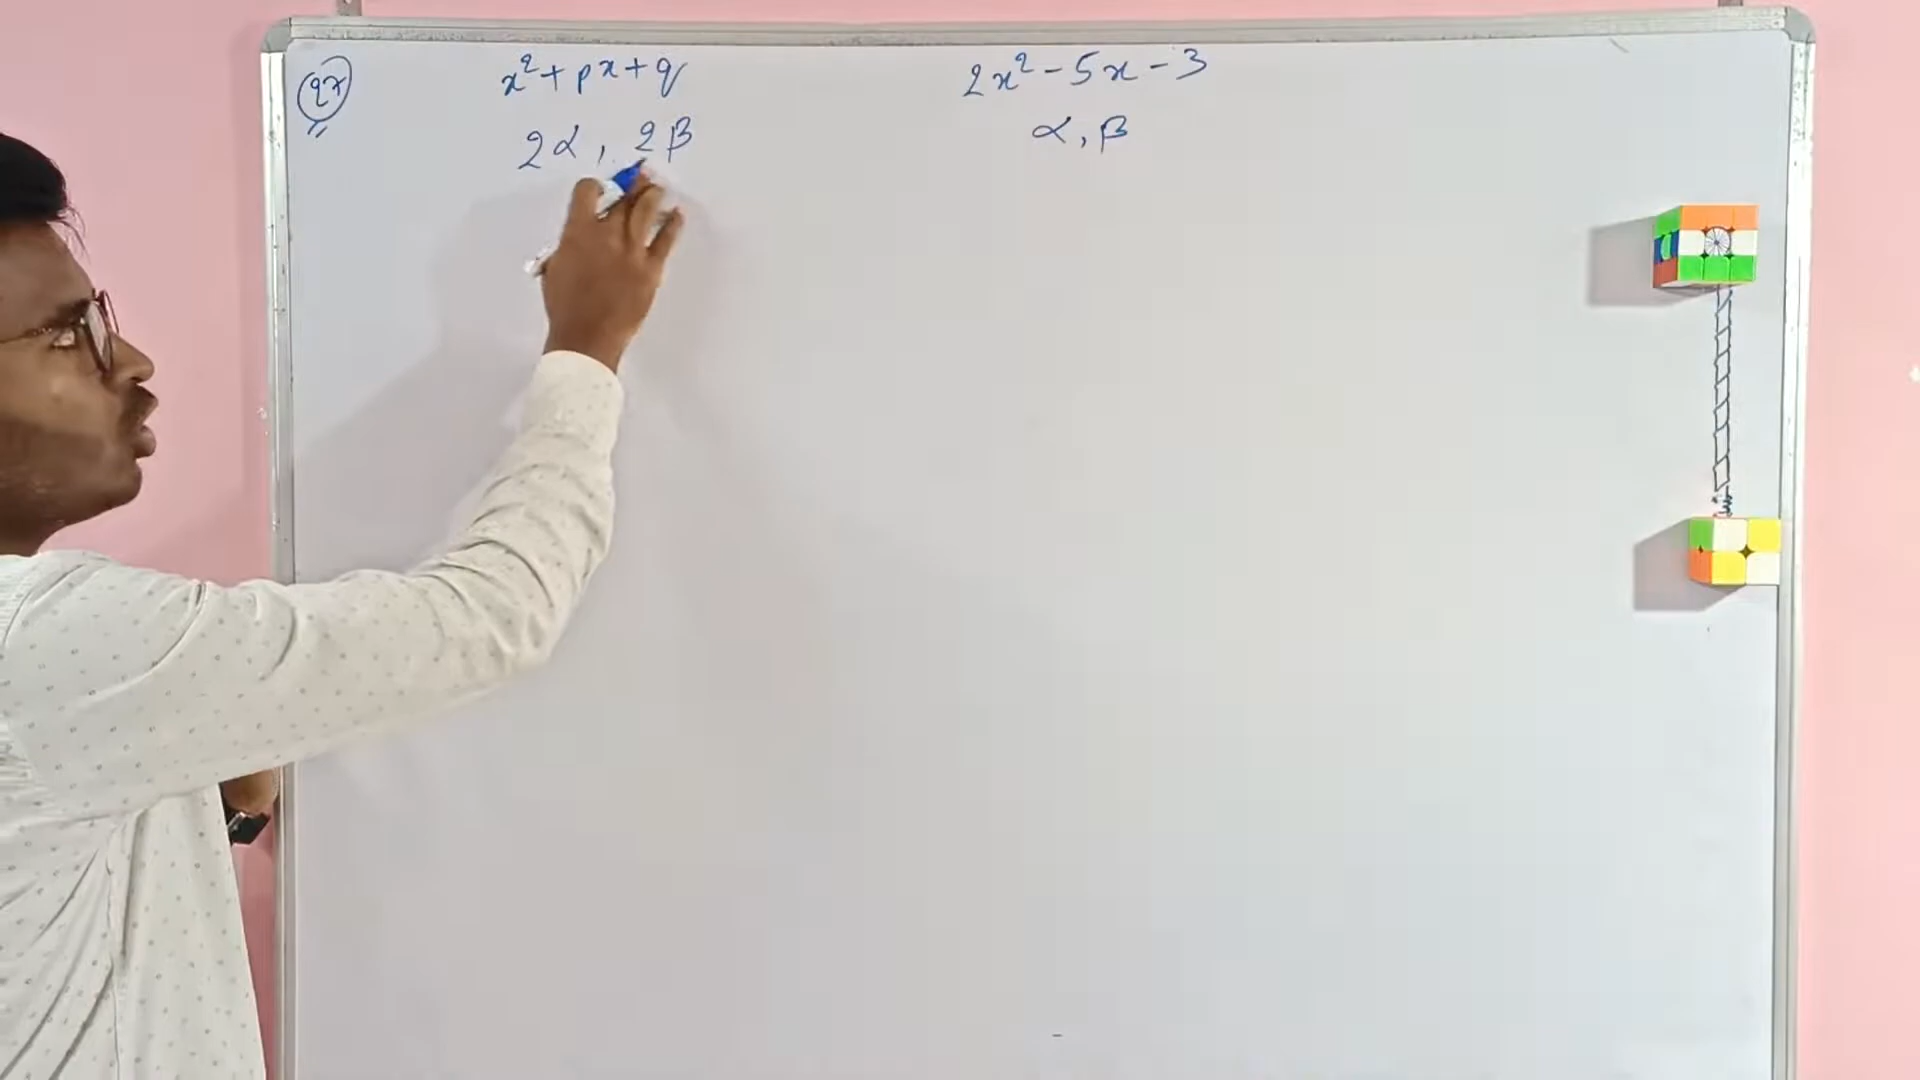 27
x² + px + q
2x² - 5x - 3
2α, 2β
α, β